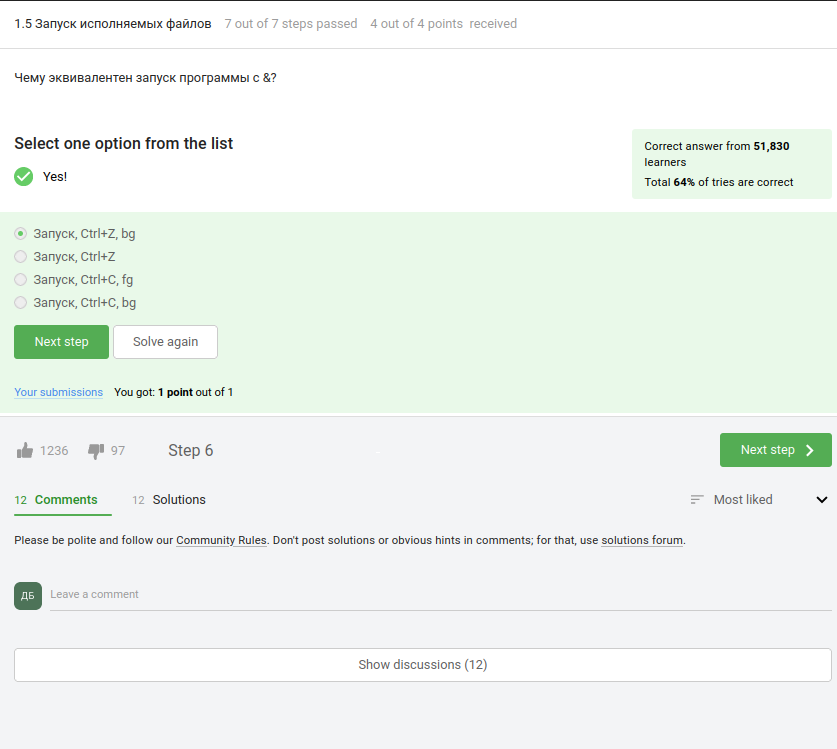 1.5 Запуск исполняемых файлов 7 out of 7 steps passed 4 out of 4 points received
Чему эквивалентен запуск программы с &?
Select one option from the list
Yes!
Correct answer from 51,830
learners
Total 64% of tries are correct
Запуск, Ctrl+Z, bg
Запуск, Ctrl+Z
Запуск, Ctrl+C, fg
Запуск, Ctrl+C, bg
Next step Solve again
Your submissions You got: 1 point out of 1
1236 97 Step 6 Next step
12 Comments 12 Solutions Most liked
Please be polite and follow our Community Rules. Don't post solutions or obvious hints in comments; for that, use solutions forum.
ДБ Leave a comment
Show discussions (12)